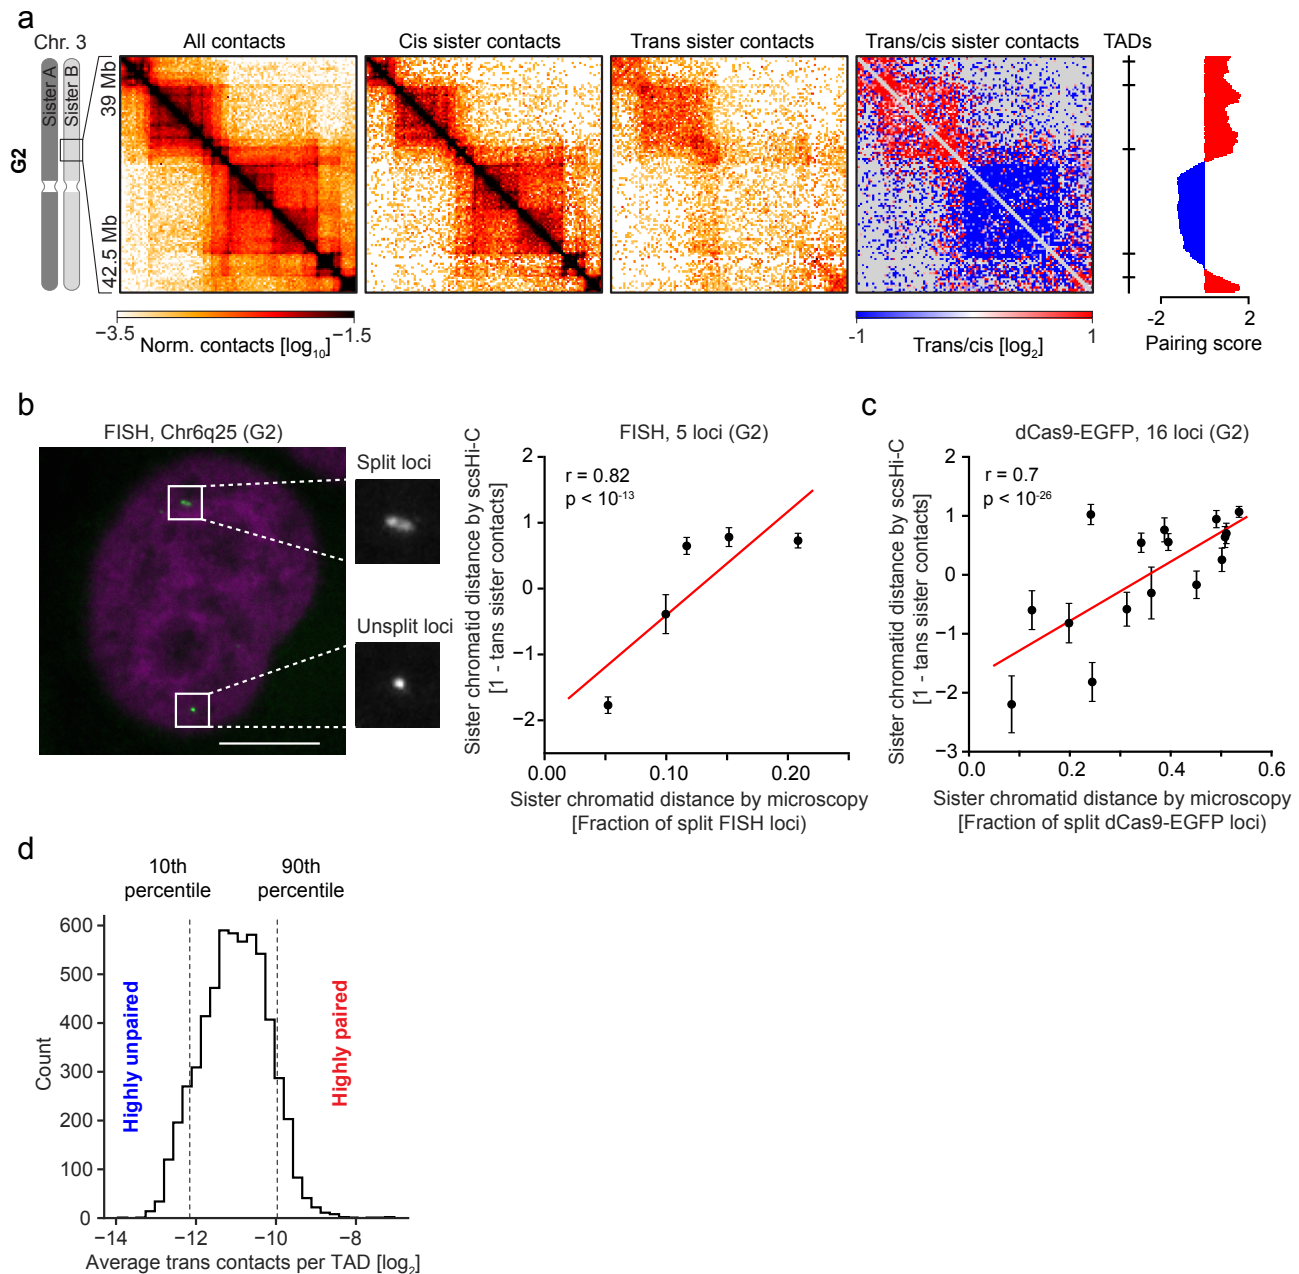 a
Chr. 3
All contacts
Cis sister contacts
Trans sister contacts
Trans/cis sister contacts
TADs
G2
Sister A
Sister B
39 Mb
42.5 Mb
−3.5
−1.5
Norm. contacts [log10]
-1
1
Trans/cis [log2]
-2
2
Pairing score
b
FISH, Chr6q25 (G2)
Split loci
Unsplit loci
FISH, 5 loci (G2)
r = 0.82
p < 10-13
Sister chromatid distance by scsHi-C
[1 - tans sister contacts]
2
1
0
−1
−2
0.00
0.10
0.20
Sister chromatid distance by microscopy
[Fraction of split FISH loci)
c
dCas9-EGFP, 16 loci (G2)
r = 0.7
p < 10-26
Sister chromatid distance by scsHi-C
[1 - tans sister contacts]
2
1
0
−1
−2
−3
0.0
0.2
0.4
0.6
Sister chromatid distance by microscopy
[Fraction of split dCas9-EGFP loci)
d
10th
percentile
90th
percentile
Highly unpaired
Highly paired
Count
600
500
400
300
200
100
0
−14
−12
−10
−8
Average trans contacts per TAD [log2]